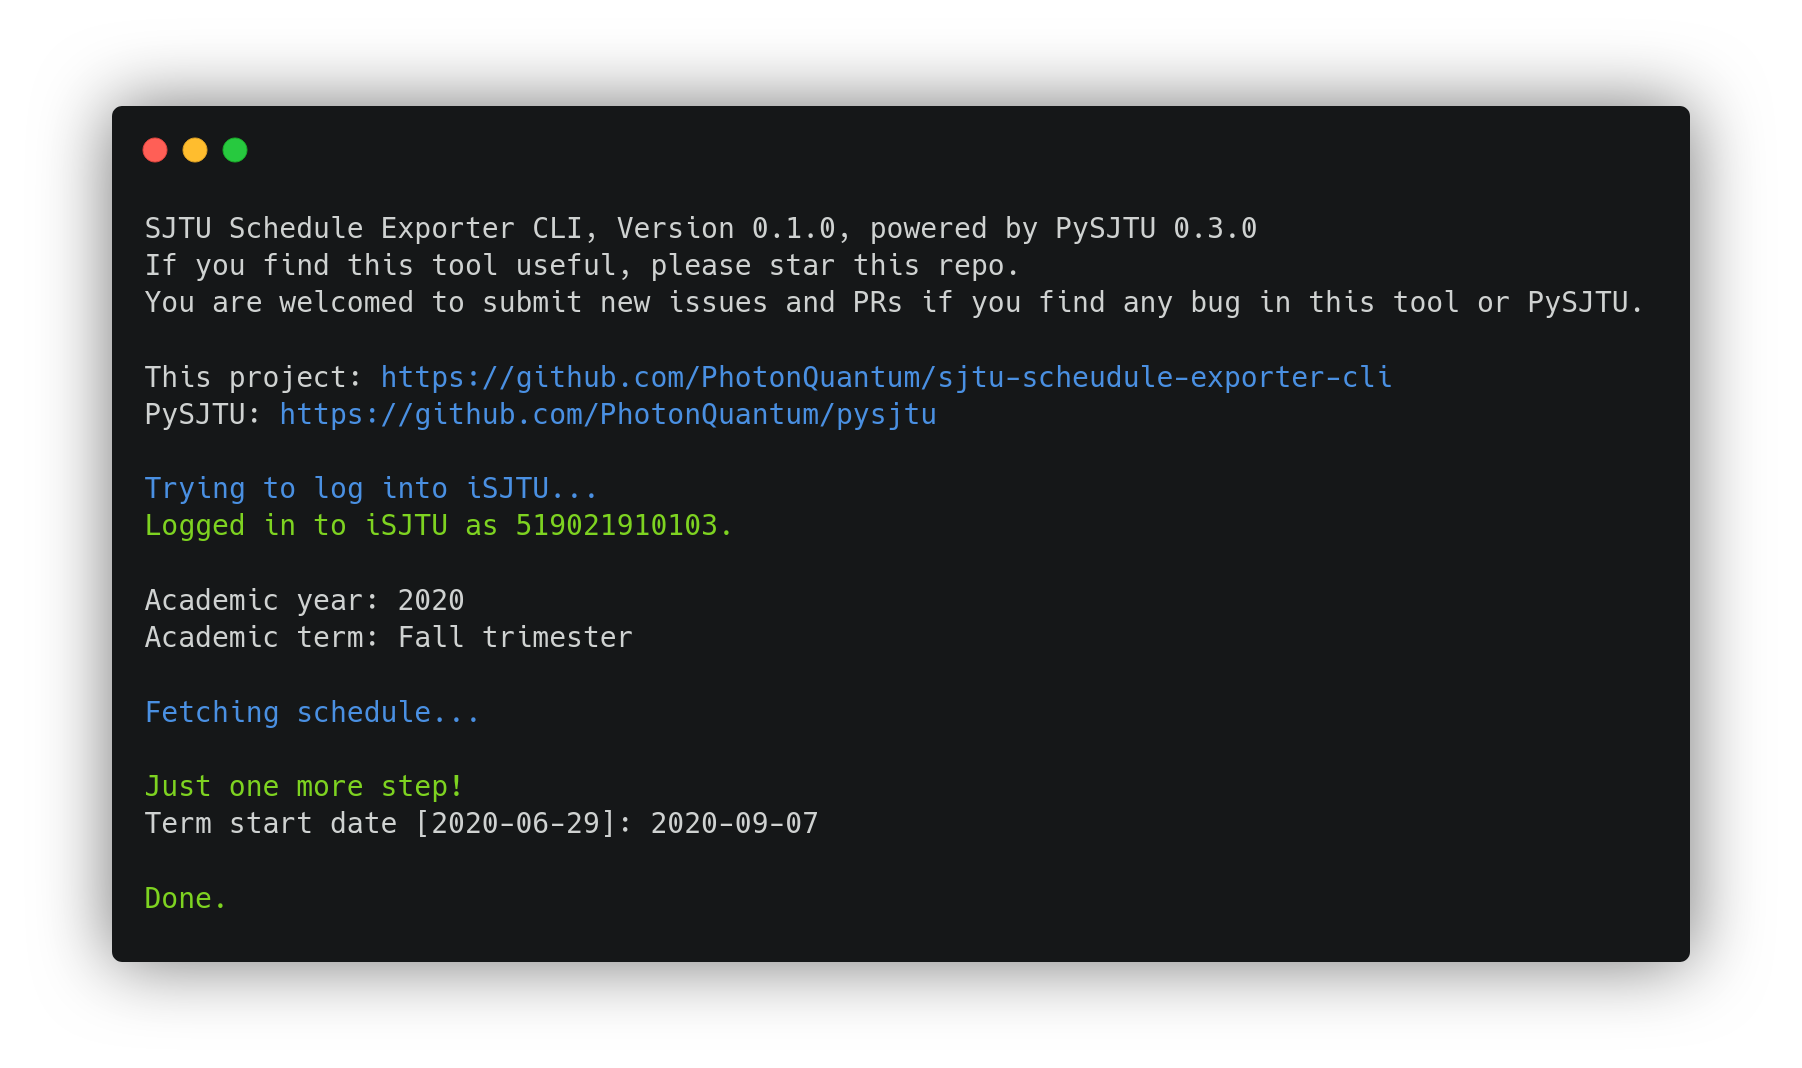 SJTU Schedule Exporter CLI, Version 0.1.0, powered by PySJTU 0.3.0
If you find this tool useful, please star this repo.
You are welcomed to submit new issues and PRs if you find any bug in this tool or PySJTU.
This project: https://github.com/PhotonQuantum/sjtu-scheudule-exporter-cli
PySJTU: https://github.com/PhotonQuantum/pysjtu
Trying to log into iSJTU...
Logged in to iSJTU as 519021910103.
Academic year: 2020
Academic term: Fall trimester
Fetching schedule...
Just one more step!
Term start date [2020-06-29]: 2020-09-07
Done.